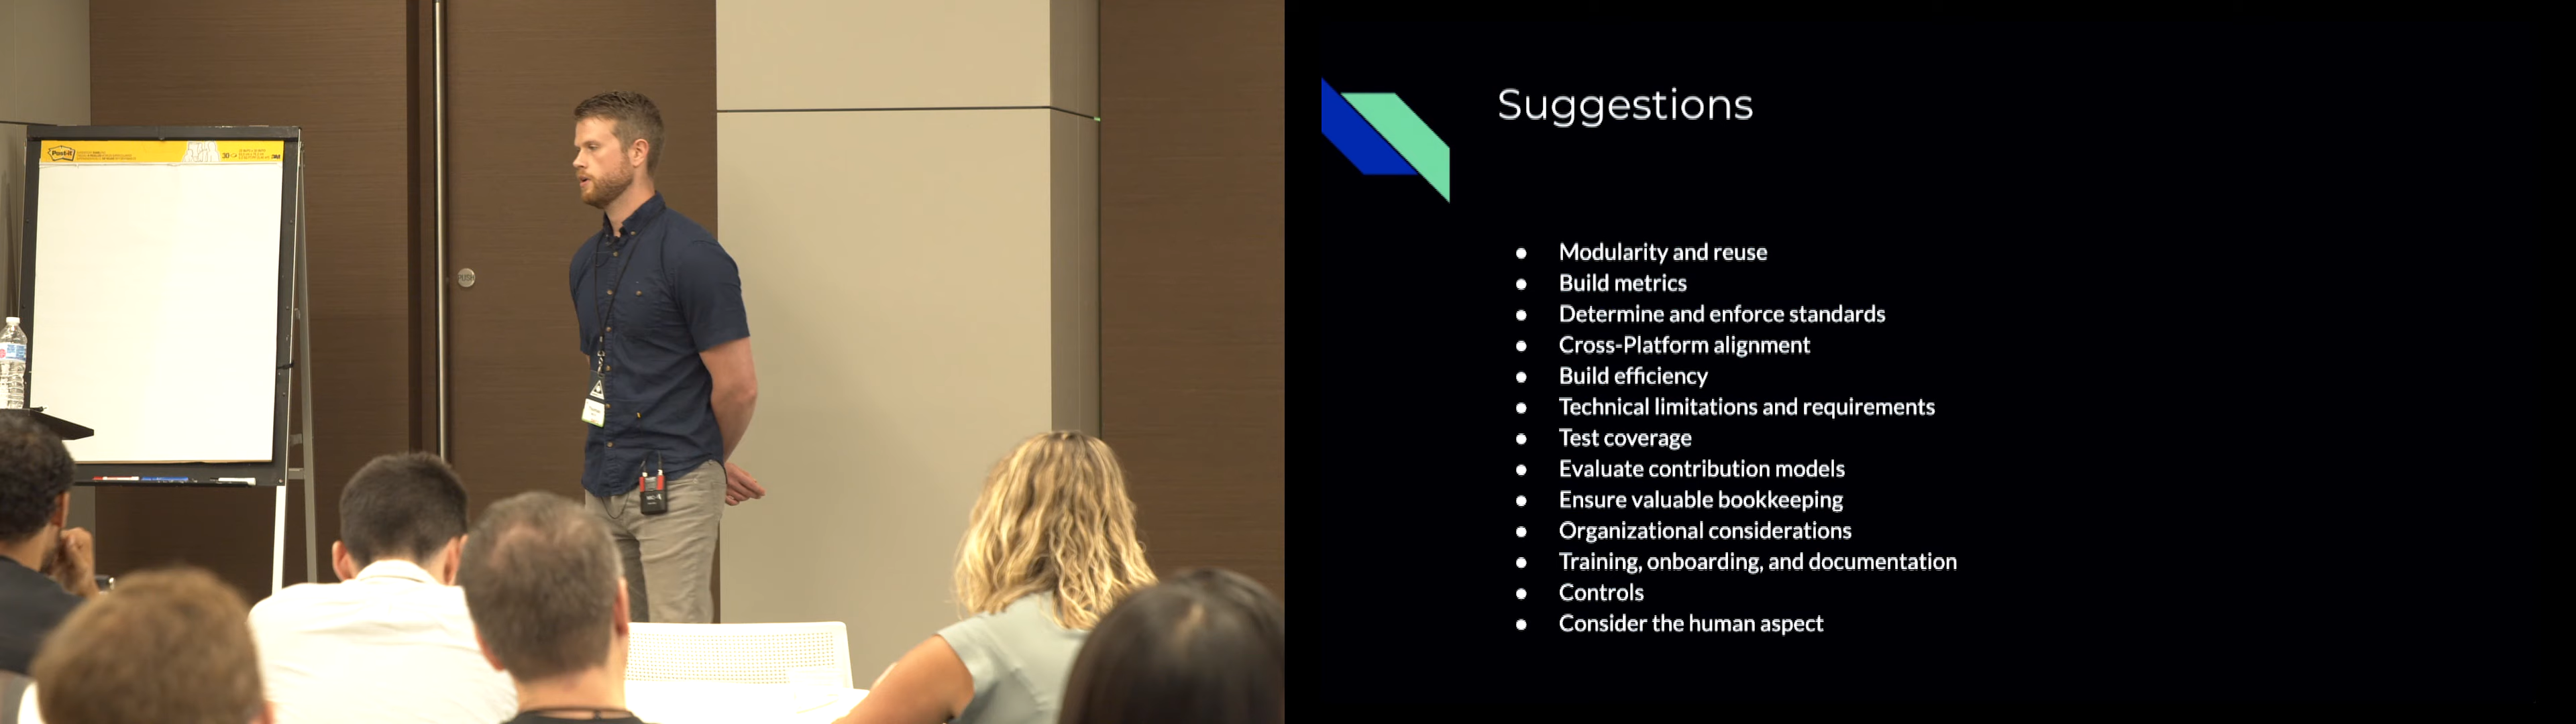 Post-it
Suggestions
Modularity and reuse
Build metrics
Determine and enforce standards
Cross-Platform alignment
Build efficiency
Technical limitations and requirements
Test coverage
Evaluate contribution models
Ensure valuable bookkeeping
Organizational considerations
Training, onboarding, and documentation
Controls
Consider the human aspect